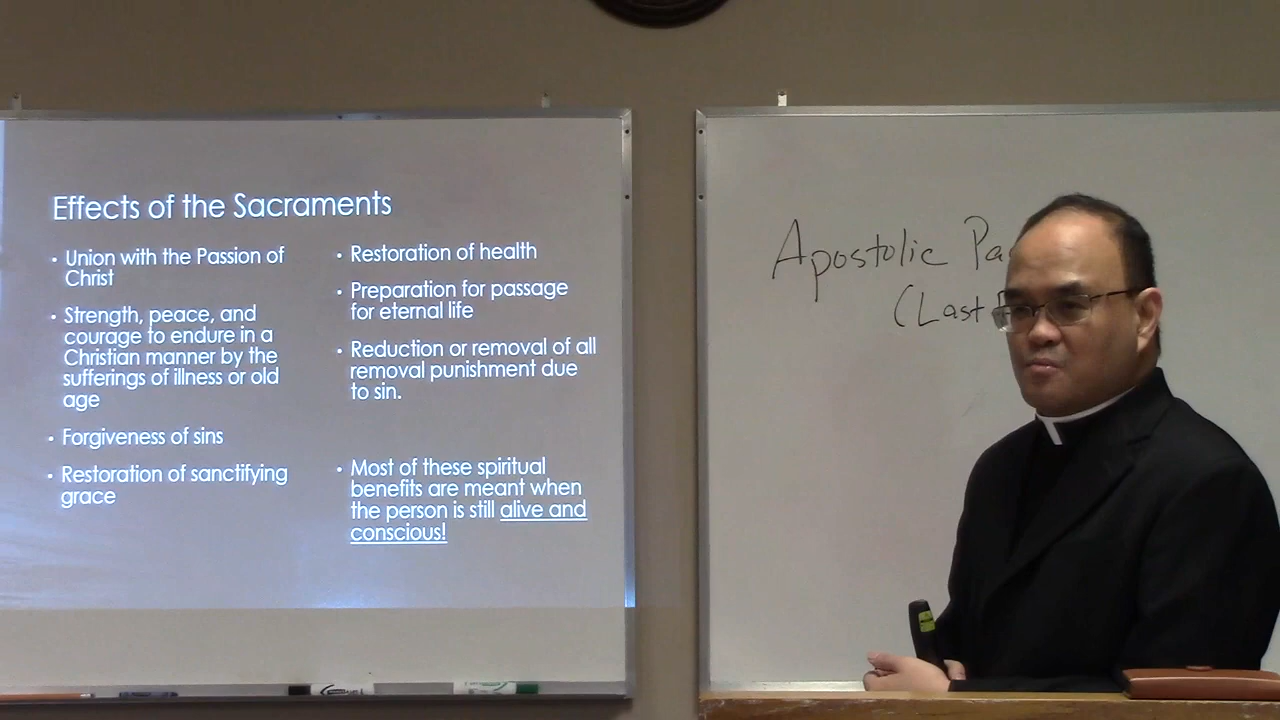 Effects of the Sacraments
• Union with the Passion of
Christ
• Strength, peace, and
courage to endure in a
Christian manner by the
sufferings of illness or old
age
• Forgiveness of sins
• Restoration of sanctifying
grace
• Restoration of health
• Preparation for passage
for eternal life
• Reduction or removal of all
removal punishment due
to sin.
• Most of these spiritual
benefits are meant when
the person is still alive and
conscious!
Apostolic Pa
(Last